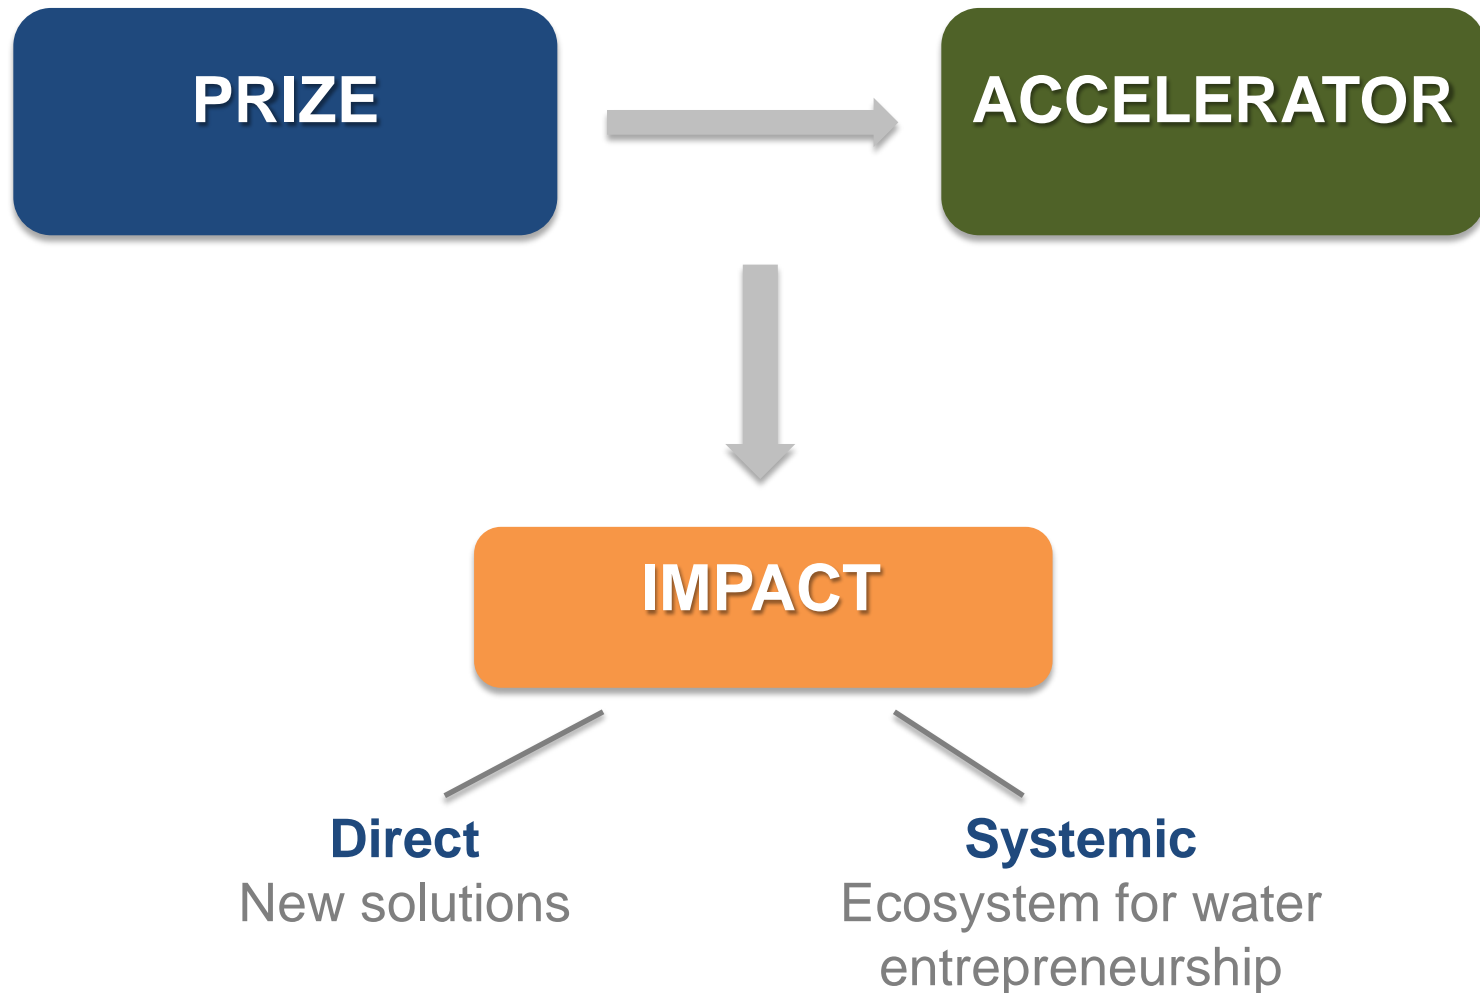 PRIZE
ACCELERATOR
IMPACT
Direct
New solutions
Systemic
Ecosystem for water
entrepreneurship